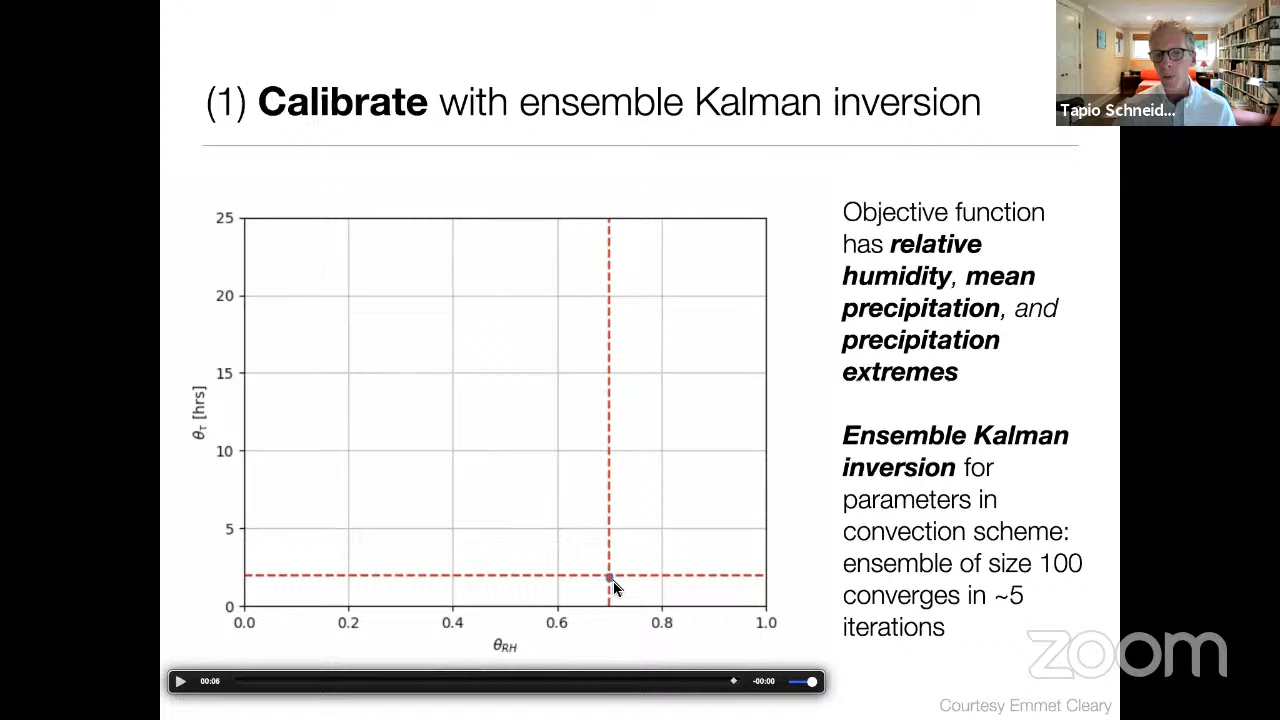 (1) Calibrate with ensemble Kalman inversion
Tapio Schneid...
25
20
15
10
5
0
θτ [hrs]
0.0 0.2 0.4 0.6 0.8 1.0
θRH
Objective function
has relative
humidity, mean
precipitation, and
precipitation
extremes
Ensemble Kalman
inversion for
parameters in
convection scheme:
ensemble of size 100
converges in ~5
iterations
00:06 -00:00
zoom
Courtesy Emmet Cleary